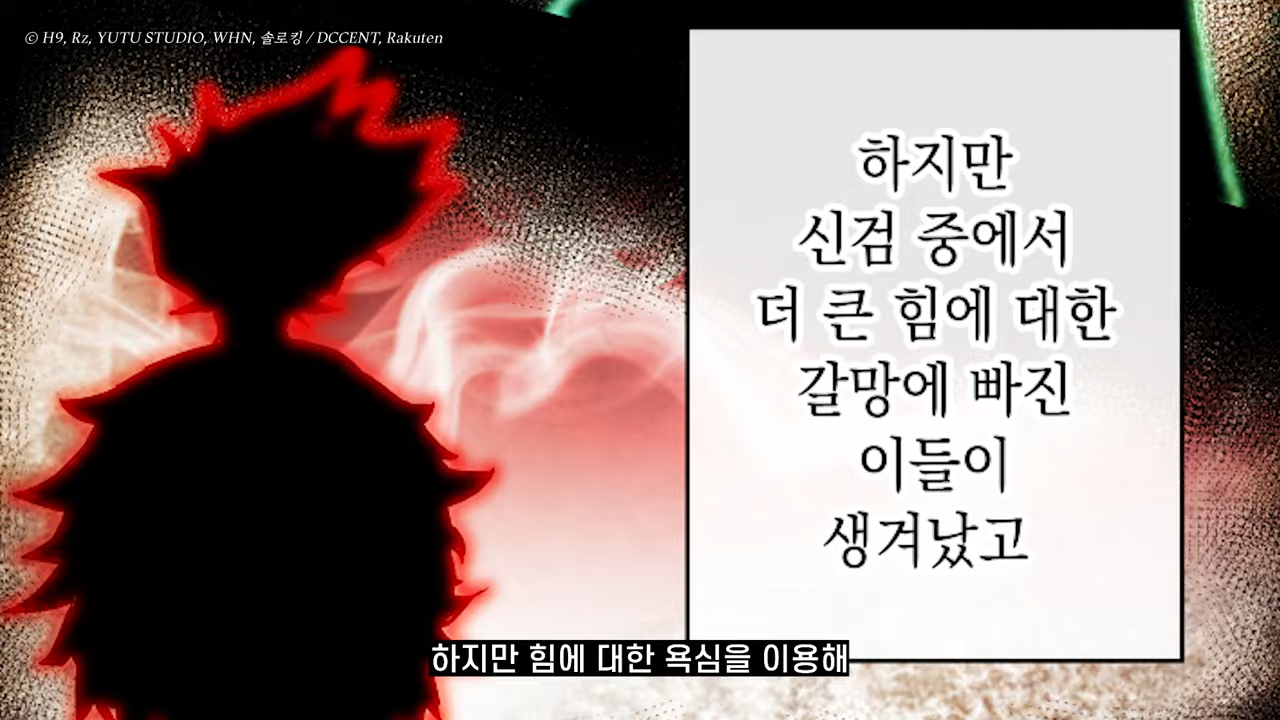 © H9, Rz, YUTU STUDIO, WHN, 솔로킹 / DCCENT, Rakuten
하지만
신검 중에서
더 큰 힘에 대한
갈망에 빠진
이들이
생겨났고
하지만 힘에 대한 욕심을 이용해